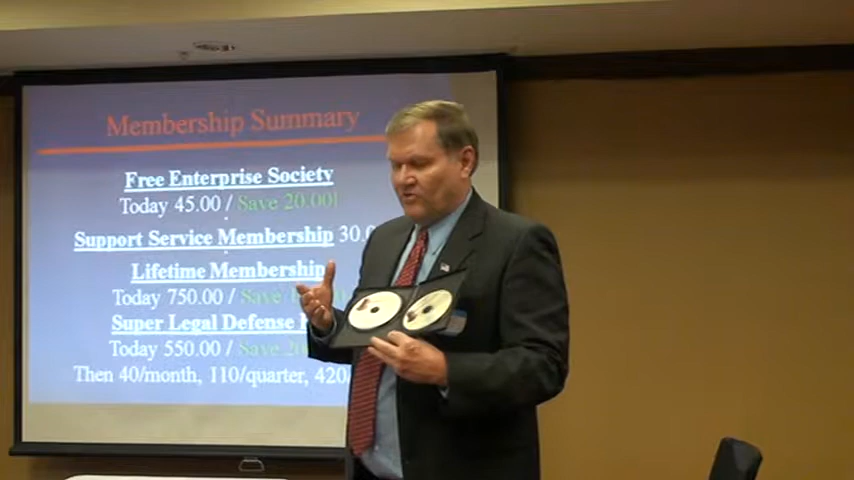 Membership Summary
Free Enterprise Society
Today 45.00 / Save 20.00!
Support Service Membership 30.0
Lifetime Membership
Today 750.00 / Save
Super Legal Defense
Today 550.00 / Save
Then 40/month, 110/quarter, 420/